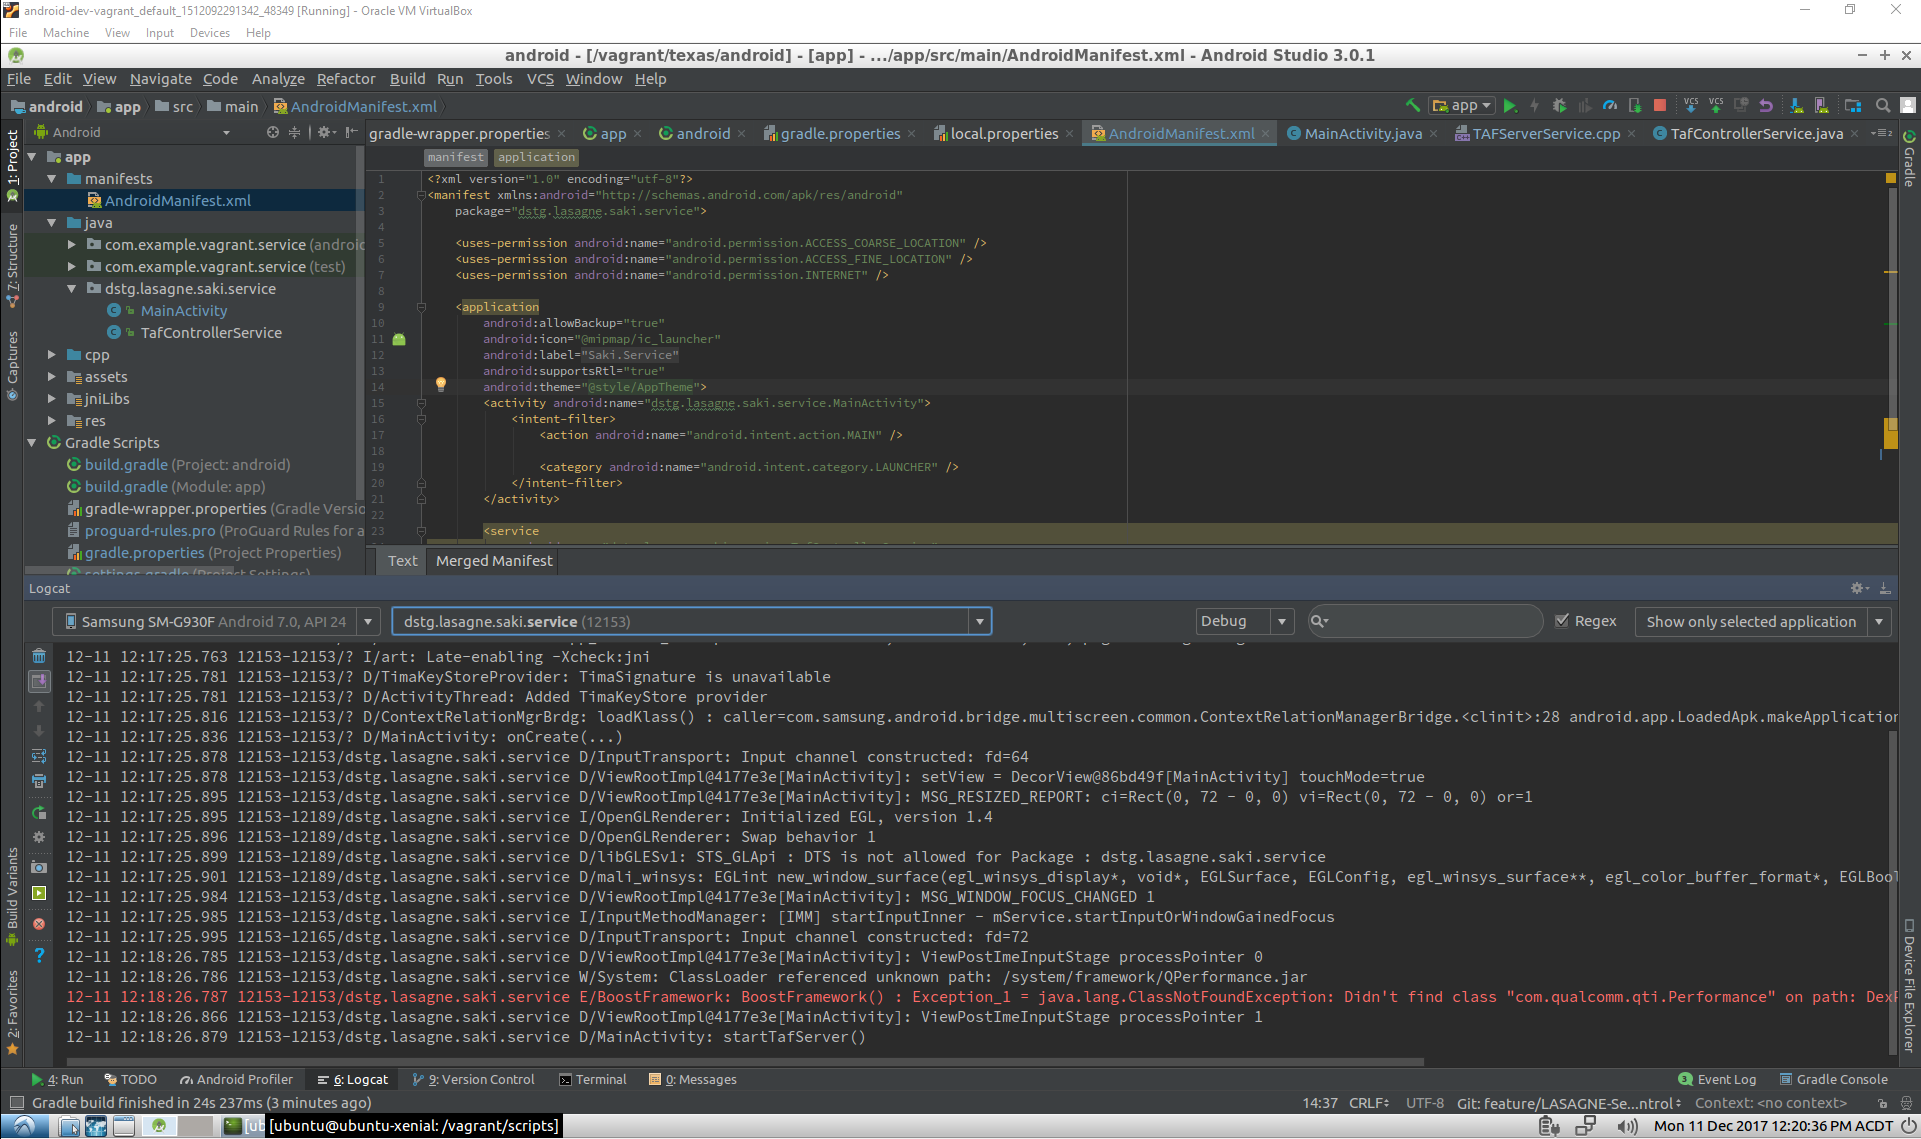 android-dev-vagrant_default_1512092291342_48349 [Running] - Oracle VM VirtualBox
File Machine View Input Devices Help
android - [/vagrant/texas/android] - [app] - .../app/src/main/AndroidManifest.xml - Android Studio 3.0.1
File Edit View Navigate Code Analyze Refactor Build Run Tools VCS Window Help
android app src main AndroidManifest.xml
app
VCS VCS
Android
gradle-wrapper.properties app android gradle.properties local.properties AndroidManifest.xml MainActivity.java TAFServerService.cpp TafControllerService.java
1: Project
7: Structure
Captures
Build Variants
2: Favorites
Gradle
Device File Explorer
app
manifests
AndroidManifest.xml
java
com.example.vagrant.service (androic
com.example.vagrant.service (test)
dstg.lasagne.saki.service
MainActivity
TafControllerService
cpp
assets
jniLibs
res
Gradle Scripts
build.gradle (Project: android)
build.gradle (Module: app)
gradle-wrapper.properties (Gradle Versio
proguard-rules.pro (ProGuard Rules for a
gradle.properties (Project Properties)
settings.gradle (Project Settings)
manifest application
1 <?xml version="1.0" encoding="utf-8"?>
2 <manifest xmlns:android="http://schemas.android.com/apk/res/android"
3 package="dstg.lasagne.saki.service">
4
5 <uses-permission android:name="android.permission.ACCESS_COARSE_LOCATION" />
6 <uses-permission android:name="android.permission.ACCESS_FINE_LOCATION" />
7 <uses-permission android:name="android.permission.INTERNET" />
8
9 <application
10 android:allowBackup="true"
11 android:icon="@mipmap/ic_launcher"
12 android:label="Saki.Service"
13 android:supportsRtl="true"
14 android:theme="@style/AppTheme">
15 <activity android:name="dstg.lasagne.saki.service.MainActivity">
16 <intent-filter>
17 <action android:name="android.intent.action.MAIN" />
18
19 <category android:name="android.intent.category.LAUNCHER" />
20 </intent-filter>
21 </activity>
22
23 <service
Text Merged Manifest
Logcat
Samsung SM-G930F Android 7.0, API 24 dstg.lasagne.saki.service (12153) Debug Regex Show only selected application
12-11 12:17:25.763 12153-12153/? I/art: Late-enabling -Xcheck:jni
12-11 12:17:25.781 12153-12153/? D/TimaKeyStoreProvider: TimaSignature is unavailable
12-11 12:17:25.781 12153-12153/? D/ActivityThread: Added TimaKeyStore provider
12-11 12:17:25.816 12153-12153/? D/ContextRelationMgrBrdg: loadKlass() : caller=com.samsung.android.bridge.multiscreen.common.ContextRelationManagerBridge.<clinit>:28 android.app.LoadedApk.makeApplication
12-11 12:17:25.836 12153-12153/? D/MainActivity: onCreate(...)
12-11 12:17:25.878 12153-12153/dstg.lasagne.saki.service D/InputTransport: Input channel constructed: fd=64
12-11 12:17:25.878 12153-12153/dstg.lasagne.saki.service D/ViewRootImpl@4177e3e[MainActivity]: setView = DecorView@86bd49f[MainActivity] touchMode=true
12-11 12:17:25.895 12153-12153/dstg.lasagne.saki.service D/ViewRootImpl@4177e3e[MainActivity]: MSG_RESIZED_REPORT: ci=Rect(0, 72 - 0, 0) vi=Rect(0, 72 - 0, 0) or=1
12-11 12:17:25.895 12153-12189/dstg.lasagne.saki.service I/OpenGLRenderer: Initialized EGL, version 1.4
12-11 12:17:25.896 12153-12189/dstg.lasagne.saki.service D/OpenGLRenderer: Swap behavior 1
12-11 12:17:25.899 12153-12189/dstg.lasagne.saki.service D/libGLESv1: STS_GLApi : DTS is not allowed for Package : dstg.lasagne.saki.service
12-11 12:17:25.901 12153-12189/dstg.lasagne.saki.service D/mali_winsys: EGLint new_window_surface(egl_winsys_display*, void*, EGLSurface, EGLConfig, egl_winsys_surface**, egl_color_buffer_format*, EGLBool
12-11 12:17:25.984 12153-12153/dstg.lasagne.saki.service D/ViewRootImpl@4177e3e[MainActivity]: MSG_WINDOW_FOCUS_CHANGED 1
12-11 12:17:25.985 12153-12153/dstg.lasagne.saki.service I/InputMethodManager: [IMM] startInputInner - mService.startInputOrWindowGainedFocus
12-11 12:17:25.995 12153-12165/dstg.lasagne.saki.service D/InputTransport: Input channel constructed: fd=72
12-11 12:18:26.785 12153-12153/dstg.lasagne.saki.service D/ViewRootImpl@4177e3e[MainActivity]: ViewPostImeInputStage processPointer 0
12-11 12:18:26.786 12153-12153/dstg.lasagne.saki.service W/System: ClassLoader referenced unknown path: /system/framework/QPerformance.jar
12-11 12:18:26.787 12153-12153/dstg.lasagne.saki.service E/BoostFramework: BoostFramework() : Exception_1 = java.lang.ClassNotFoundException: Didn't find class "com.qualcomm.qti.Performance" on path: DexP
12-11 12:18:26.866 12153-12153/dstg.lasagne.saki.service D/ViewRootImpl@4177e3e[MainActivity]: ViewPostImeInputStage processPointer 1
12-11 12:18:26.879 12153-12153/dstg.lasagne.saki.service D/MainActivity: startTafServer()
4: Run TODO Android Profiler 6: Logcat 9: Version Control Terminal 0: Messages 3 Event Log Gradle Console
Gradle build finished in 24s 237ms (3 minutes ago) 14:37 CRLF UTF-8 Git: feature/LASAGNE-Se...ntrol Context: <no context>
[ut [ubuntu@ubuntu-xenial: /vagrant/scripts] Mon 11 Dec 2017 12:20:36 PM ACDT